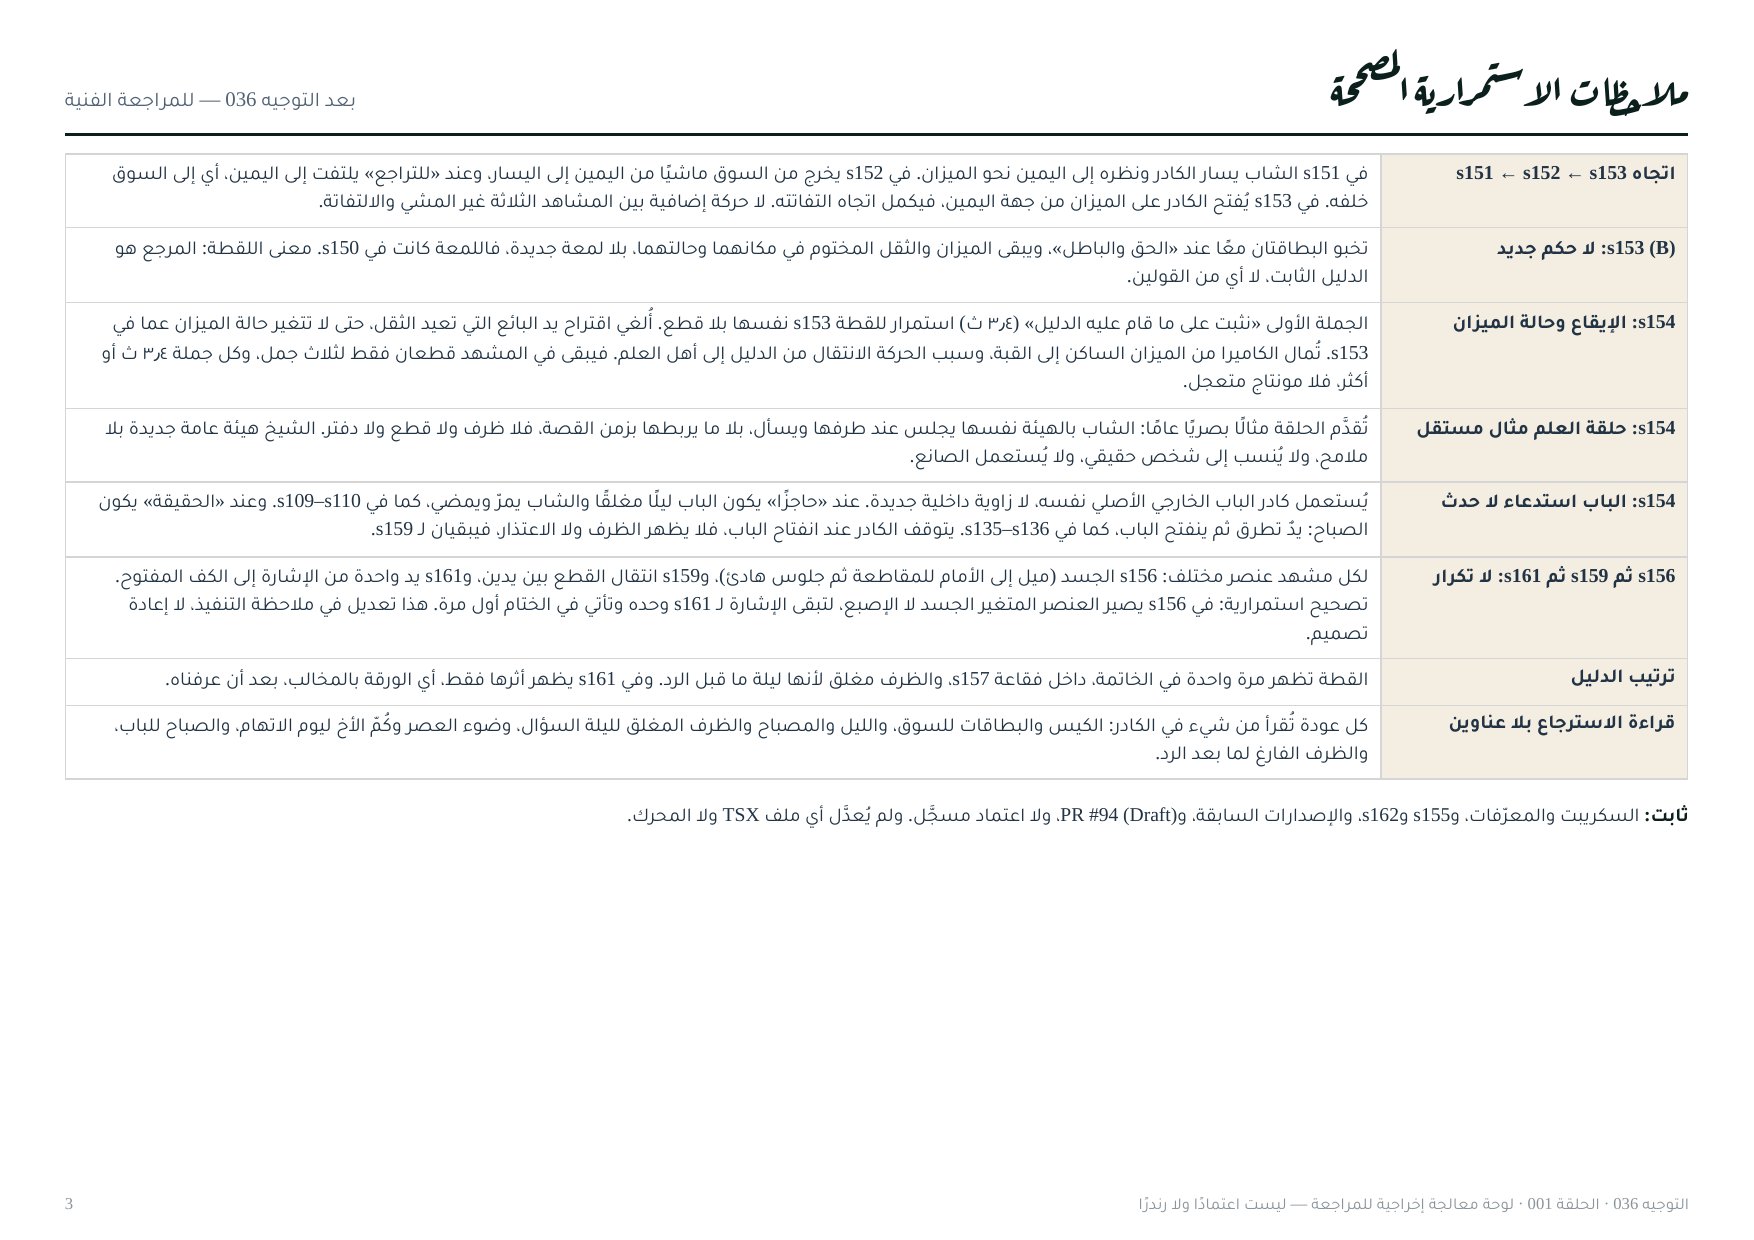 ملاحظات الاستمرارية المصححة
بعد التوجيه 036 — للمراجعة الفنية
اتجاه s151 ← s152 ← s153
في s151 الشاب يسار الكادر ونظره إلى اليمين نحو الميزان. في s152 يخرج من السوق ماشيًا من اليمين إلى اليسار، وعند «للتراجع» يلتفت إلى اليمين، أي إلى السوق
خلفه. في s153 يُفتح الكادر على الميزان من جهة اليمين، فيكمل اتجاه التفاتته. لا حركة إضافية بين المشاهد الثلاثة غير المشي والالتفاتة.
s153 (B): لا حكم جديد
تخبو البطاقتان معًا عند «الحق والباطل»، ويبقى الميزان والثقل المختوم في مكانهما وحالتهما، بلا لمعة جديدة، فاللمعة كانت في s150. معنى اللقطة: المرجع هو
الدليل الثابت، لا أي من القولين.
s154: الإيقاع وحالة الميزان
الجملة الأولى «نثبت على ما قام عليه الدليل» (٣٫٤ ث) استمرار للقطة s153 نفسها بلا قطع. أُلغي اقتراح يد البائع التي تعيد الثقل، حتى لا تتغير حالة الميزان عما في
s153. تُمال الكاميرا من الميزان الساكن إلى القبة، وسبب الحركة الانتقال من الدليل إلى أهل العلم. فيبقى في المشهد قطعان فقط لثلاث جمل، وكل جملة ٣٫٤ ث أو
أكثر، فلا مونتاج متعجل.
s154: حلقة العلم مثال مستقل
تُقدَّم الحلقة مثالًا بصريًا عامًا: الشاب بالهيئة نفسها يجلس عند طرفها ويسأل، بلا ما يربطها بزمن القصة، فلا ظرف ولا قطع ولا دفتر. الشيخ هيئة عامة جديدة بلا
ملامح، ولا يُنسب إلى شخص حقيقي، ولا يُستعمل الصانع.
s154: الباب استدعاء لا حدث
يُستعمل كادر الباب الخارجي الأصلي نفسه، لا زاوية داخلية جديدة. عند «حاجزًا» يكون الباب ليلًا مغلقًا والشاب يمرّ ويمضي، كما في s109–s110. وعند «الحقيقة» يكون
الصباح: يدٌ تطرق ثم ينفتح الباب، كما في s135–s136. يتوقف الكادر عند انفتاح الباب، فلا يظهر الظرف ولا الاعتذار، فيبقيان لـ s159.
s156 ثم s159 ثم s161: لا تكرار
لكل مشهد عنصر مختلف: s156 الجسد (ميل إلى الأمام للمقاطعة ثم جلوس هادئ)، وs159 انتقال القطع بين يدين، وs161 يد واحدة من الإشارة إلى الكف المفتوح.
تصحيح استمرارية: في s156 يصير العنصر المتغير الجسد لا الإصبع، لتبقى الإشارة لـ s161 وحده وتأتي في الختام أول مرة. هذا تعديل في ملاحظة التنفيذ، لا إعادة
تصميم.
ترتيب الدليل
القطة تظهر مرة واحدة في الخاتمة، داخل فقاعة s157، والظرف مغلق لأنها ليلة ما قبل الرد. وفي s161 يظهر أثرها فقط، أي الورقة بالمخالب، بعد أن عرفناه.
قراءة الاسترجاع بلا عناوين
كل عودة تُقرأ من شيء في الكادر: الكيس والبطاقات للسوق، والليل والمصباح والظرف المغلق لليلة السؤال، وضوء العصر وكُمّ الأخ ليوم الاتهام، والصباح للباب،
والظرف الفارغ لما بعد الرد.
ثابت: السكريبت والمعرّفات، وs155 وs162، والإصدارات السابقة، وPR #94 (Draft)، ولا اعتماد مسجَّل. ولم يُعدَّل أي ملف TSX ولا المحرك.
التوجيه 036 · الحلقة 001 · لوحة معالجة إخراجية للمراجعة — ليست اعتمادًا ولا رندرًا
3